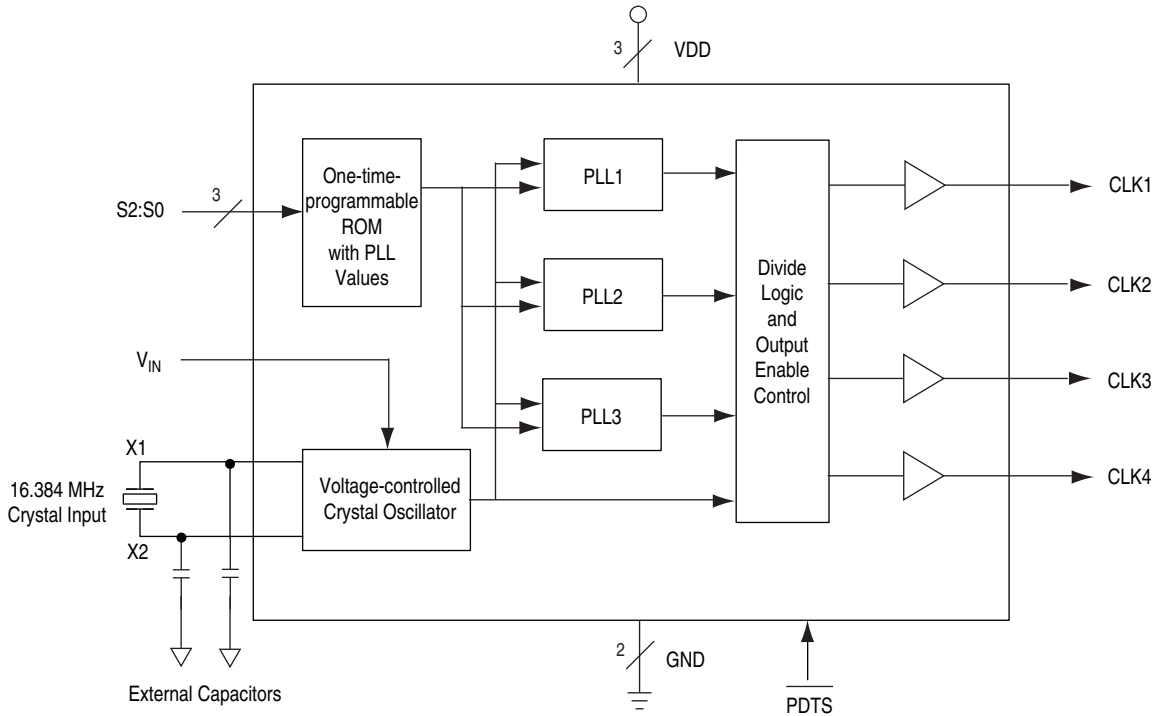 3
VDD
One-time-
programmable
ROM
with PLL
Values
S2:S0
3
PLL1
PLL2
PLL3
Divide
Logic
and
Output
Enable
Control
CLK1
CLK2
CLK3
CLK4
VIN
X1
16.384 MHz
Crystal Input
X2
Voltage-controlled
Crystal Oscillator
External Capacitors
2
GND
PDTS